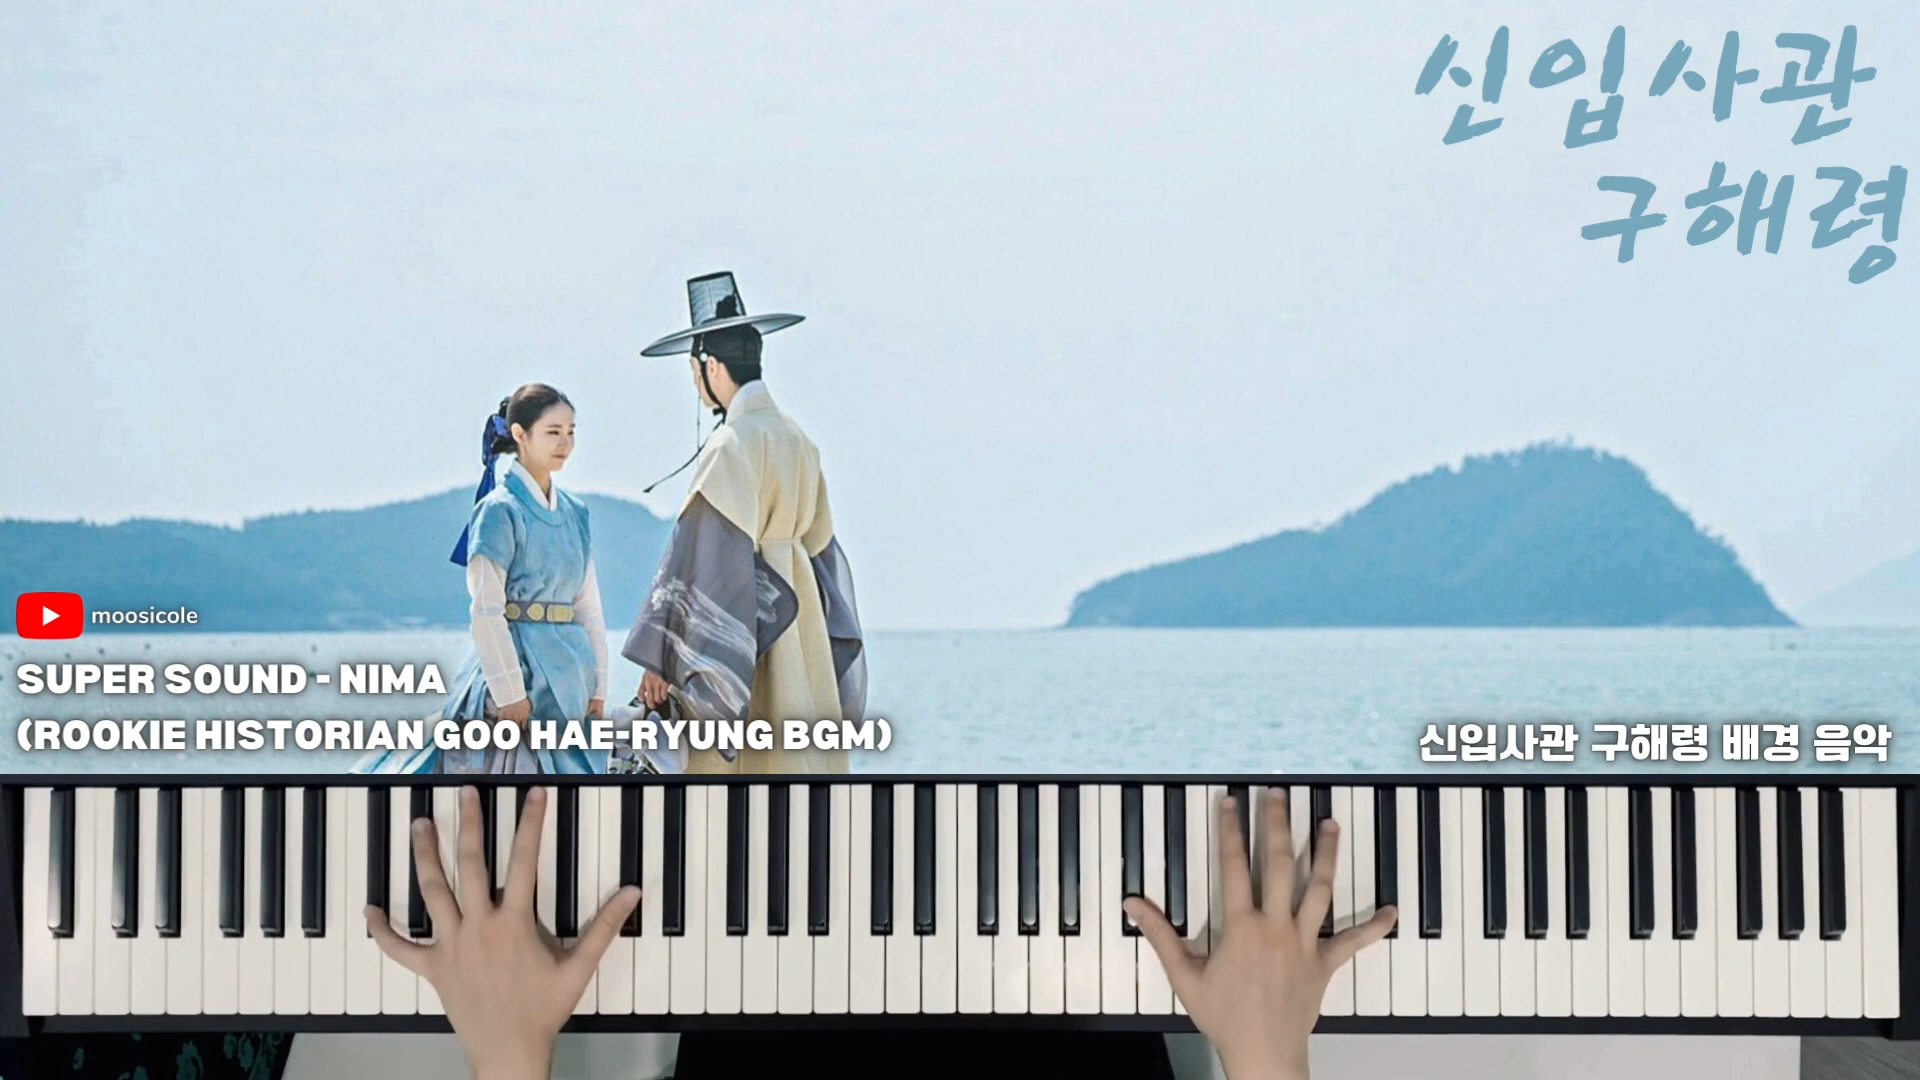 신입사관
구해령
moosicole
SUPER SOUND - NIMA
(ROOKIE HISTORIAN GOO HAE-RYUNG BGM)
신입사관 구해령 배경 음악